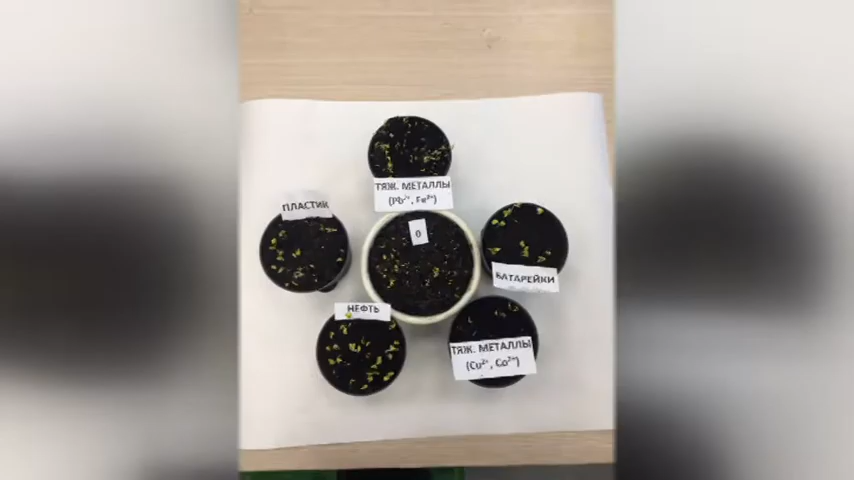 ТЯЖ. МЕТАЛЛЫ
(Pb²⁺, Fe³⁺)
ПЛАСТИК
0
БАТАРЕЙКИ
НЕФТЬ
ТЯЖ. МЕТАЛЛЫ
(Cu²⁺, Co²⁺)